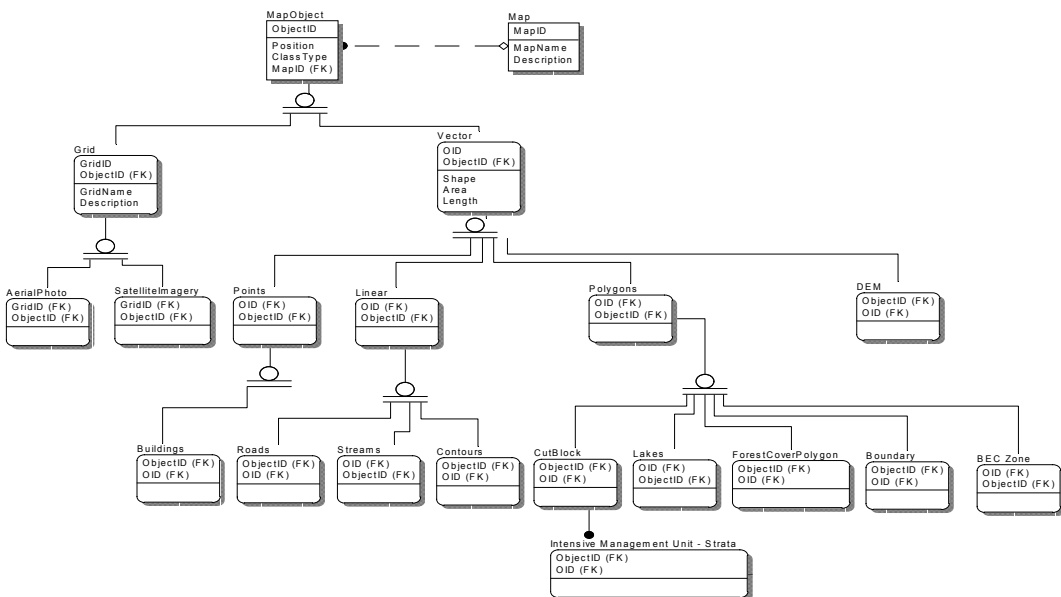 MapObject
ObjectID
Position
ClassType
MapID (FK)
Map
MapID
MapName
Description
Grid
GridID
ObjectID (FK)
GridName
Description
Vector
OID
ObjectID (FK)
Shape
Area
Length
AerialPhoto
GridID (FK)
ObjectID (FK)
SatelliteImagery
GridID (FK)
ObjectID (FK)
Points
OID (FK)
ObjectID (FK)
Linear
OID (FK)
ObjectID (FK)
Polygons
OID (FK)
ObjectID (FK)
DEM
ObjectID (FK)
OID (FK)
Buildings
ObjectID (FK)
OID (FK)
Roads
ObjectID (FK)
OID (FK)
Streams
OID (FK)
ObjectID (FK)
Contours
ObjectID (FK)
OID (FK)
CutBlock
ObjectID (FK)
OID (FK)
Lakes
OID (FK)
ObjectID (FK)
ForestCoverPolygon
ObjectID (FK)
OID (FK)
Boundary
ObjectID (FK)
OID (FK)
BEC Zone
OID (FK)
ObjectID (FK)
Intensive Management Unit - Strata
ObjectID (FK)
OID (FK)